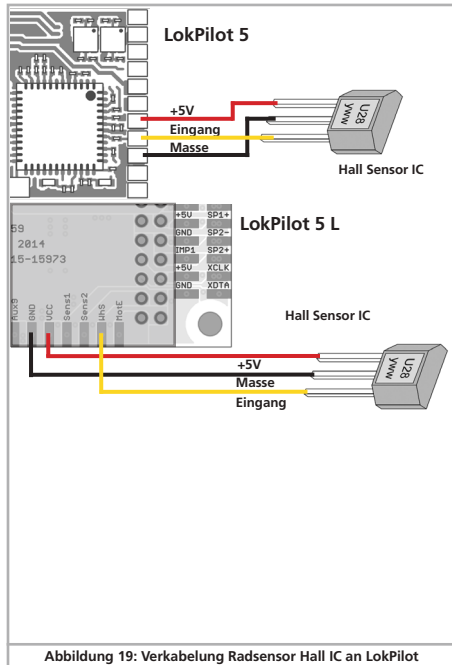 LokPilot 5
+5V
Eingang
Masse
U28
yww
Hall Sensor IC
LokPilot 5 L
59
2014
15-15973
+5V SP1+
GND SP2-
IMP1 SP2+
+5V XCLK
GND XDTA
Aux9 GND VCC Sens1 Sens2 WhS MotE
Hall Sensor IC
+5V
Masse
Eingang
U28
yww
Abbildung 19: Verkabelung Radsensor Hall IC an LokPilot